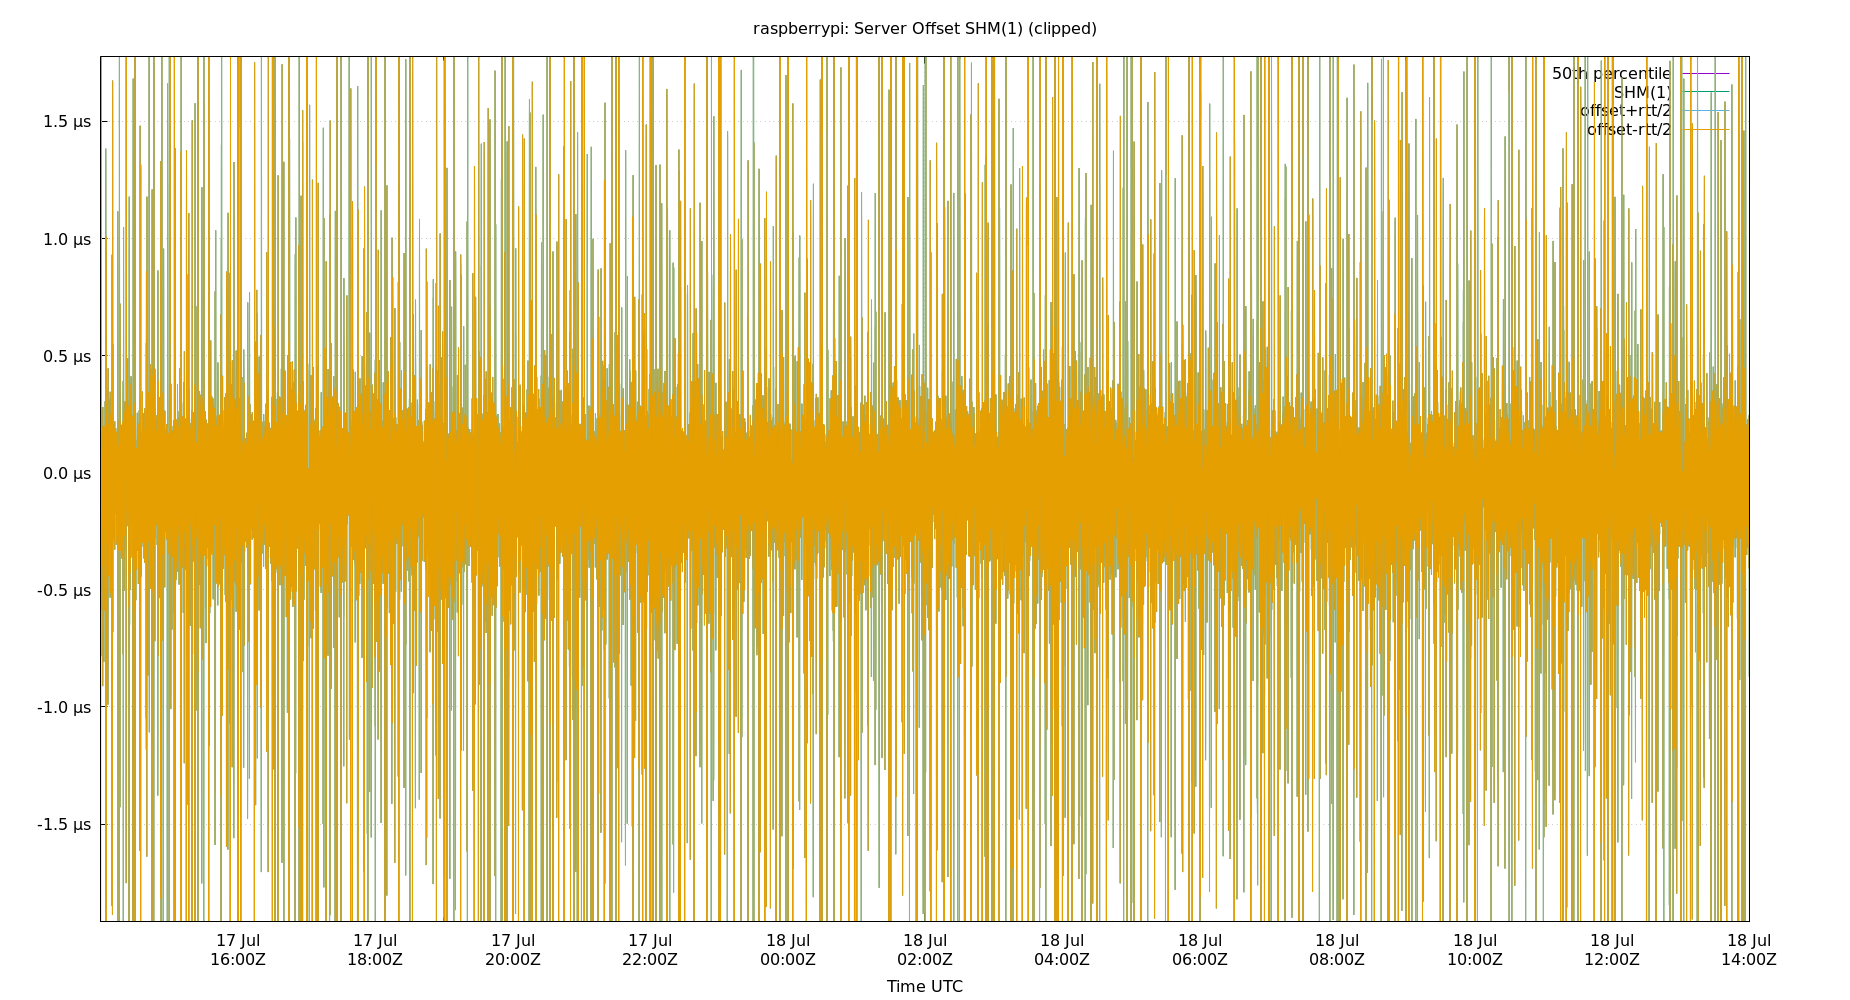 raspberrypi: Server Offset SHM(1) (clipped)
50th percentile
SHM(1)
offset+rtt/2
offset-rtt/2
1.5 µs
1.0 µs
0.5 µs
0.0 µs
-0.5 µs
-1.0 µs
-1.5 µs
17 Jul 17 Jul 17 Jul 17 Jul 18 Jul 18 Jul 18 Jul 18 Jul 18 Jul 18 Jul 18 Jul 18 Jul
16:00Z 18:00Z 20:00Z 22:00Z 00:00Z 02:00Z 04:00Z 06:00Z 08:00Z 10:00Z 12:00Z 14:00Z
Time UTC